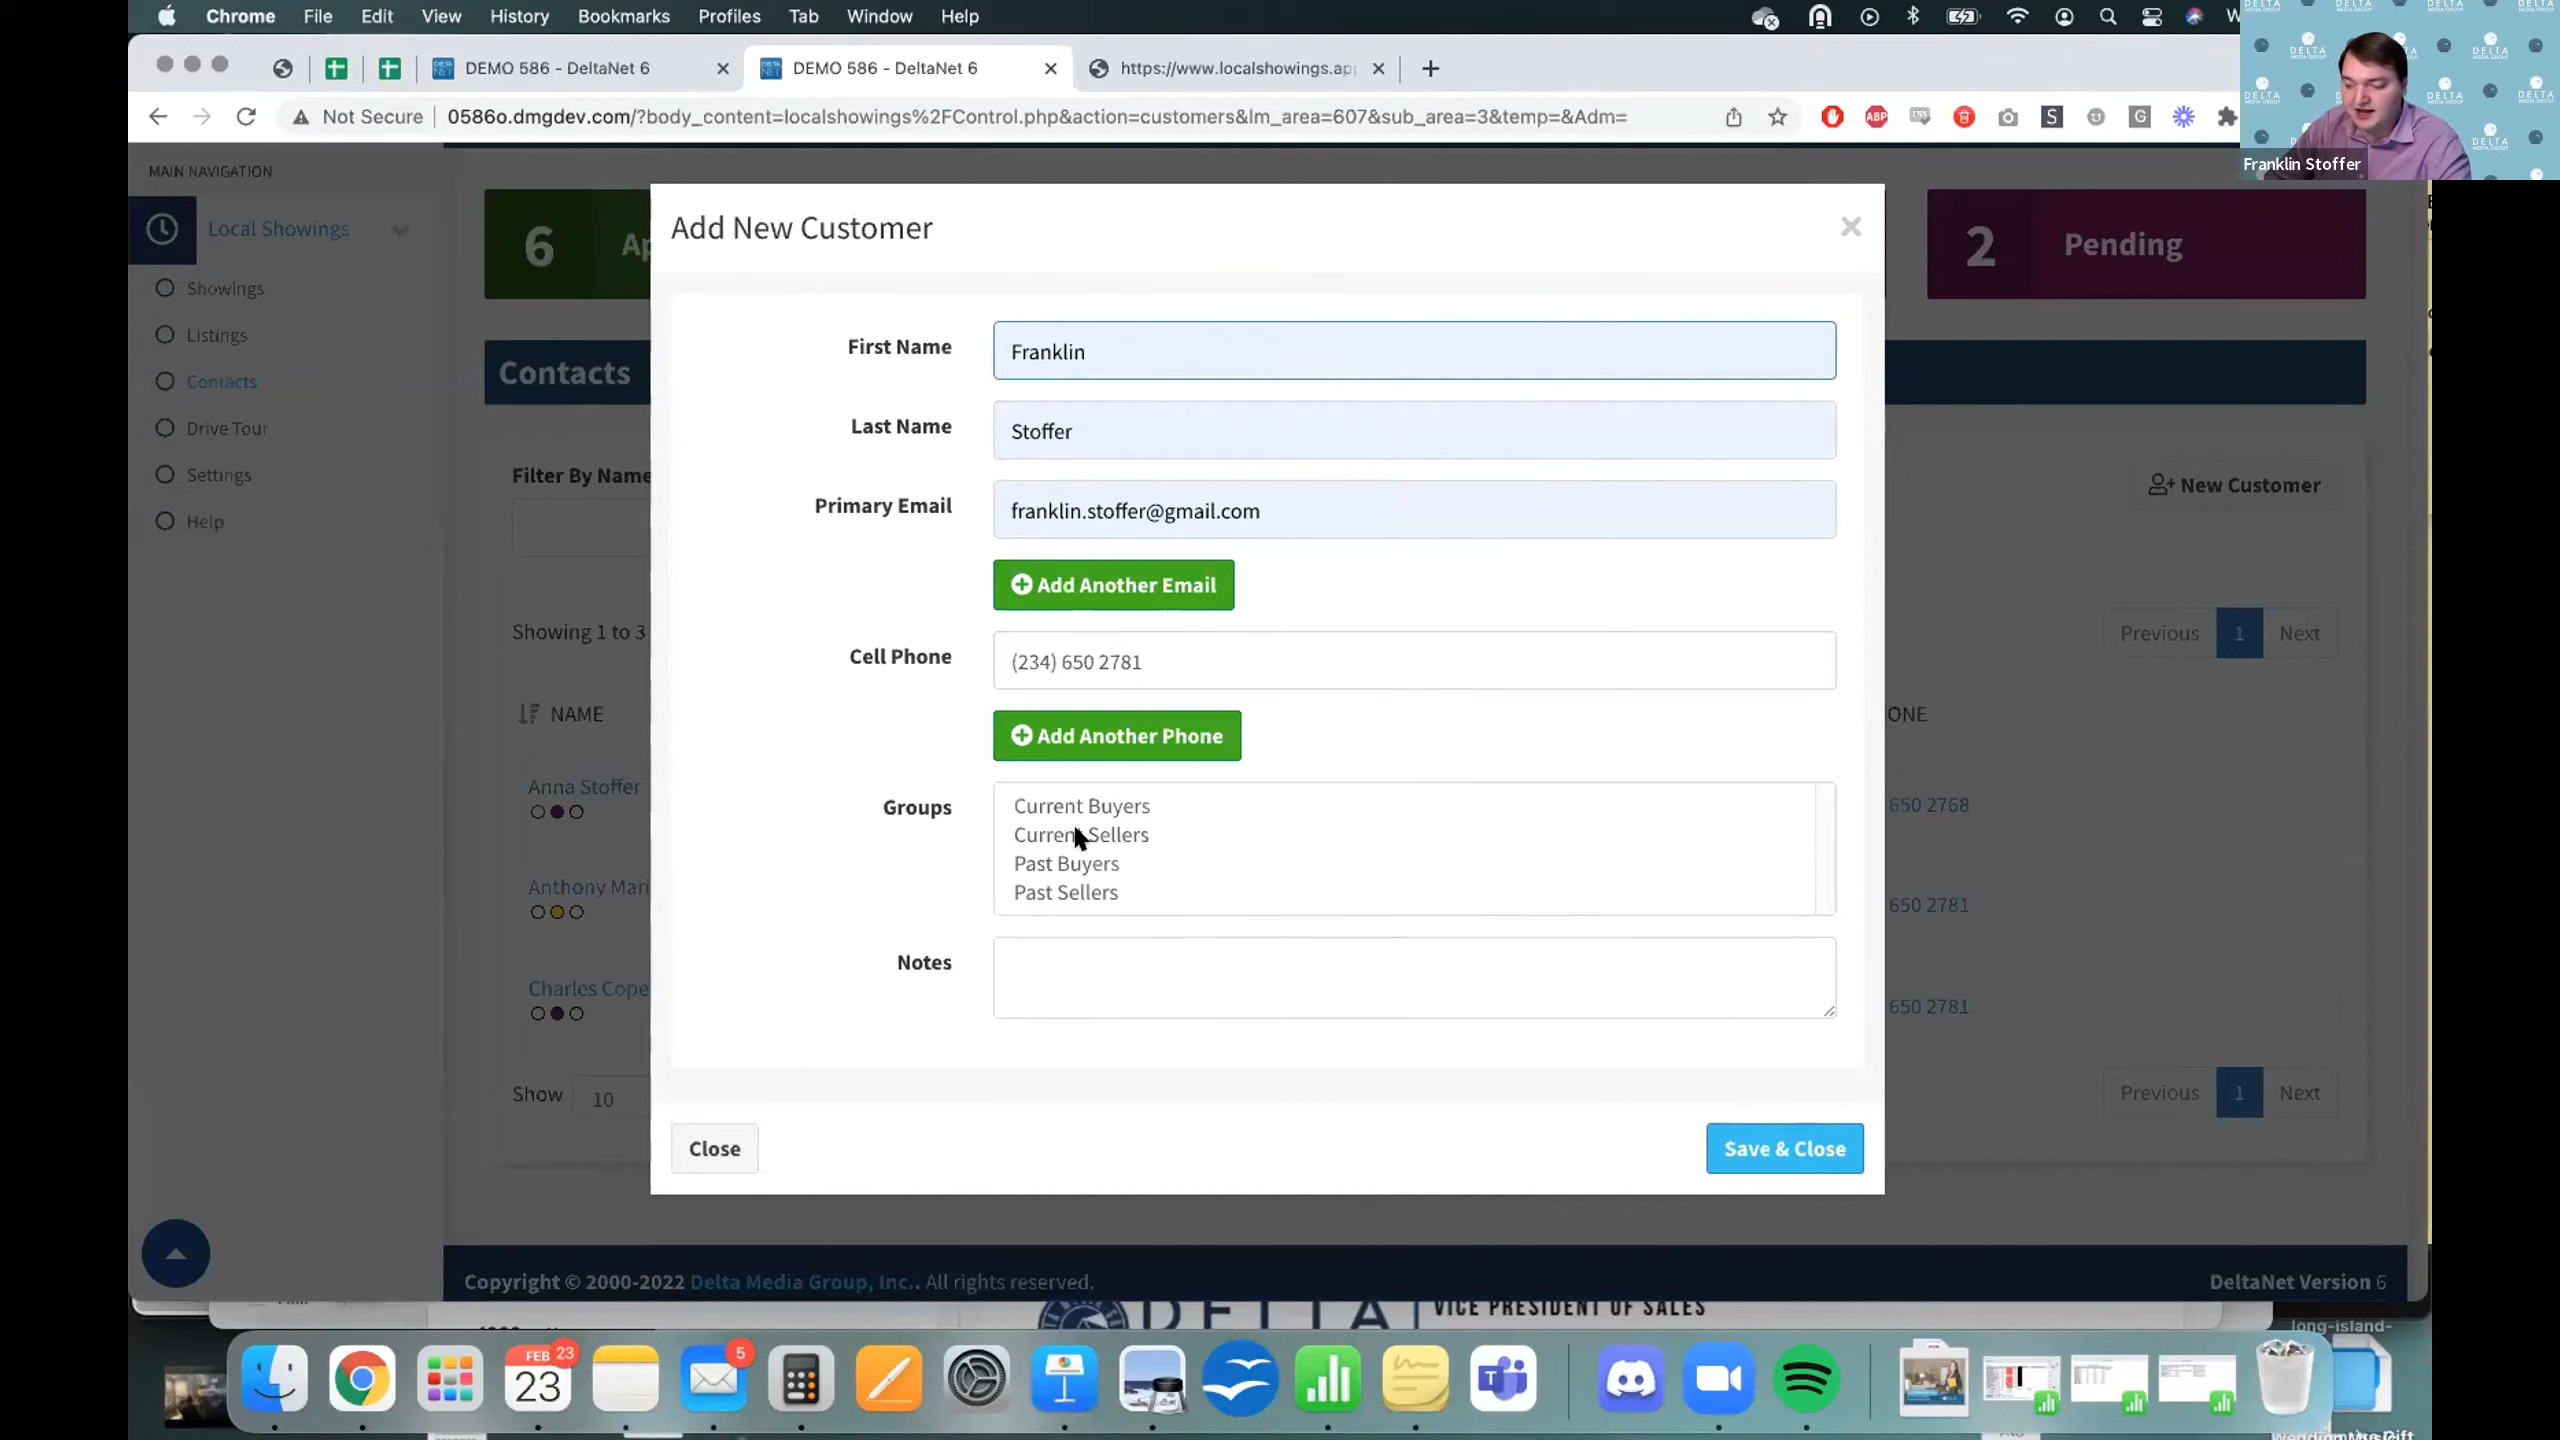 Chrome File Edit View History Bookmarks Profiles Tab Window Help
DEMO 586 - DeltaNet 6
DEMO 586 - DeltaNet 6
https://www.localshowings.app
Not Secure
0586o.dmgdev.com/?body_content=localshowings%2FControl.php&action=customers&lm_area=607&sub_area=3&temp=&Adm=
Franklin Stoffer
MAIN NAVIGATION
Local Showings
Showings
Listings
Contacts
Drive Tour
Settings
Help
6
2 Pending
Contacts
Filter By Name
New Customer
Showing 1 to 3
Previous 1 Next
NAME
ONE
Anna Stoffer
650 2768
Anthony Mari
650 2781
Charles Cope
650 2781
Show 10
Previous 1 Next
Add New Customer
First Name
Franklin
Last Name
Stoffer
Primary Email
franklin.stoffer@gmail.com
Add Another Email
Cell Phone
(234) 650 2781
Add Another Phone
Groups
Current Buyers
Current Sellers
Past Buyers
Past Sellers
Notes
Close
Save & Close
Copyright © 2000-2022 Delta Media Group, Inc.. All rights reserved.
DeltaNet Version 6
DELTA
VICE PRESIDENT OF SALES
long-island-
FEB 23
23
5